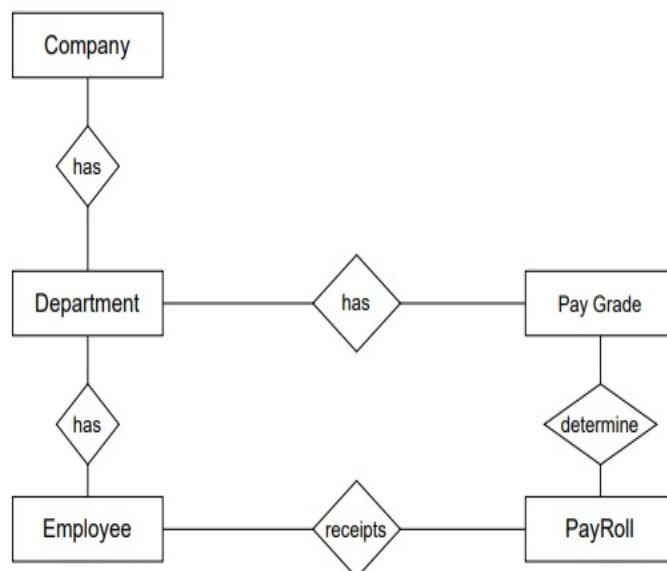 Company
has
Department
has
Pay Grade
has
determine
Employee
receipts
PayRoll